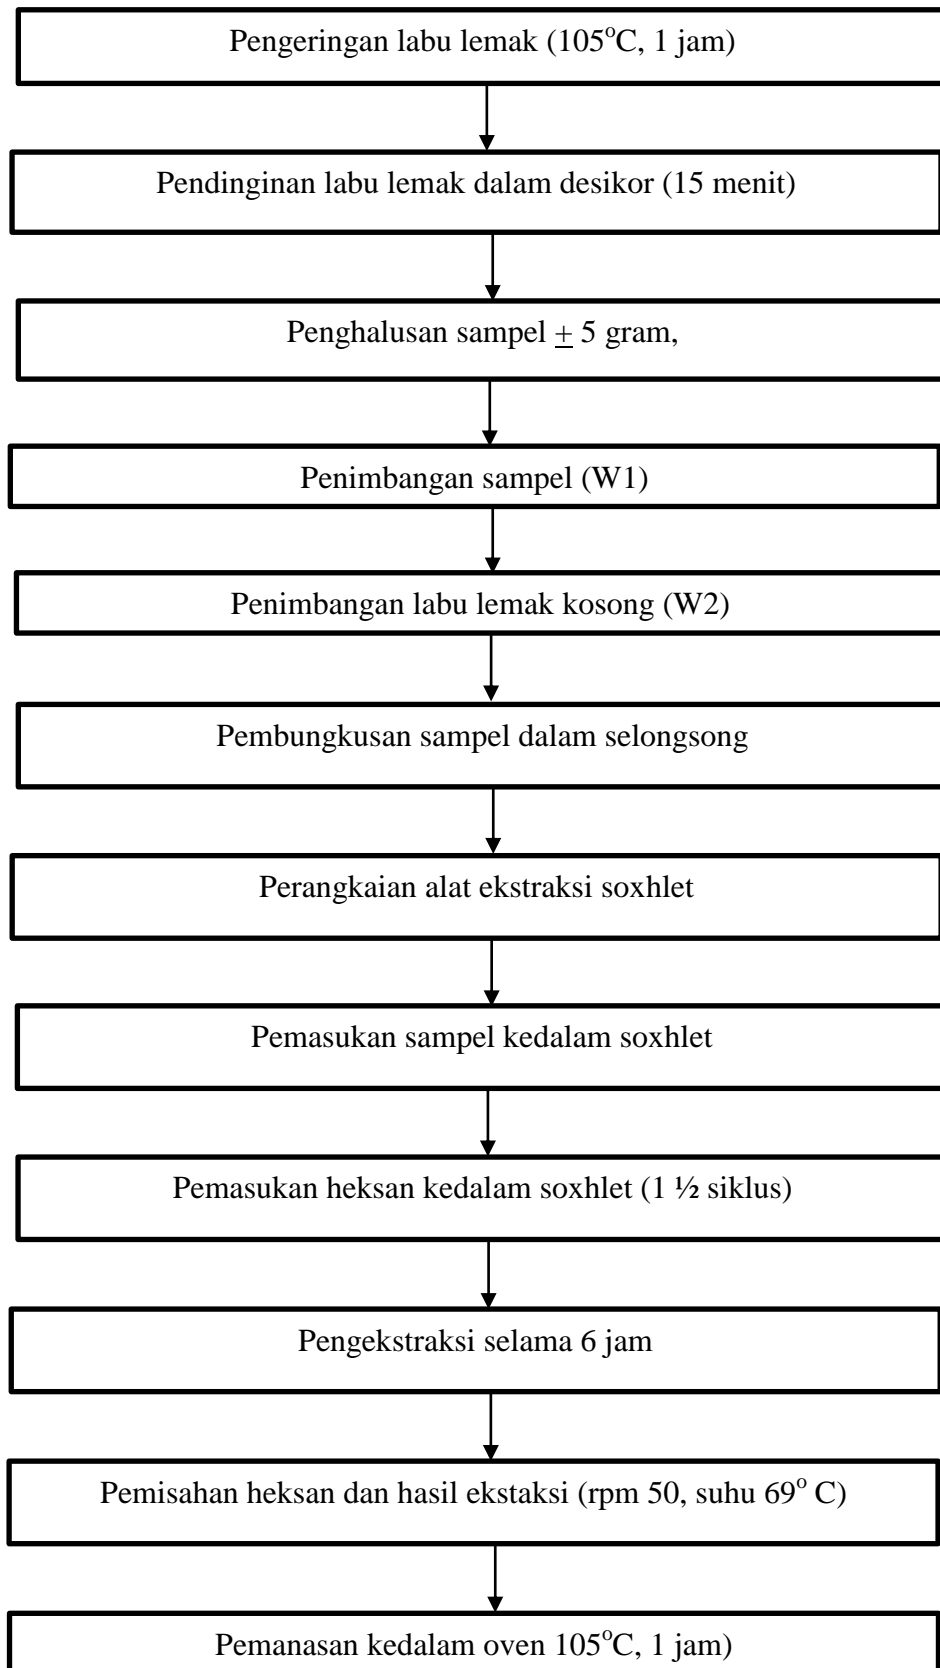 Pengeringan labu lemak (105°C, 1 jam)
Pendinginan labu lemak dalam desikor (15 menit)
Penghalusan sampel ± 5 gram,
Penimbangan sampel (W1)
Penimbangan labu lemak kosong (W2)
Pembungkusan sampel dalam selongsong
Perangkaian alat ekstraksi soxhlet
Pemasukan sampel kedalam soxhlet
Pemasukan heksan kedalam soxhlet (1 ½ siklus)
Pengekstraksi selama 6 jam
Pemisahan heksan dan hasil ekstaksi (rpm 50, suhu 69° C)
Pemanasan kedalam oven 105°C, 1 jam)